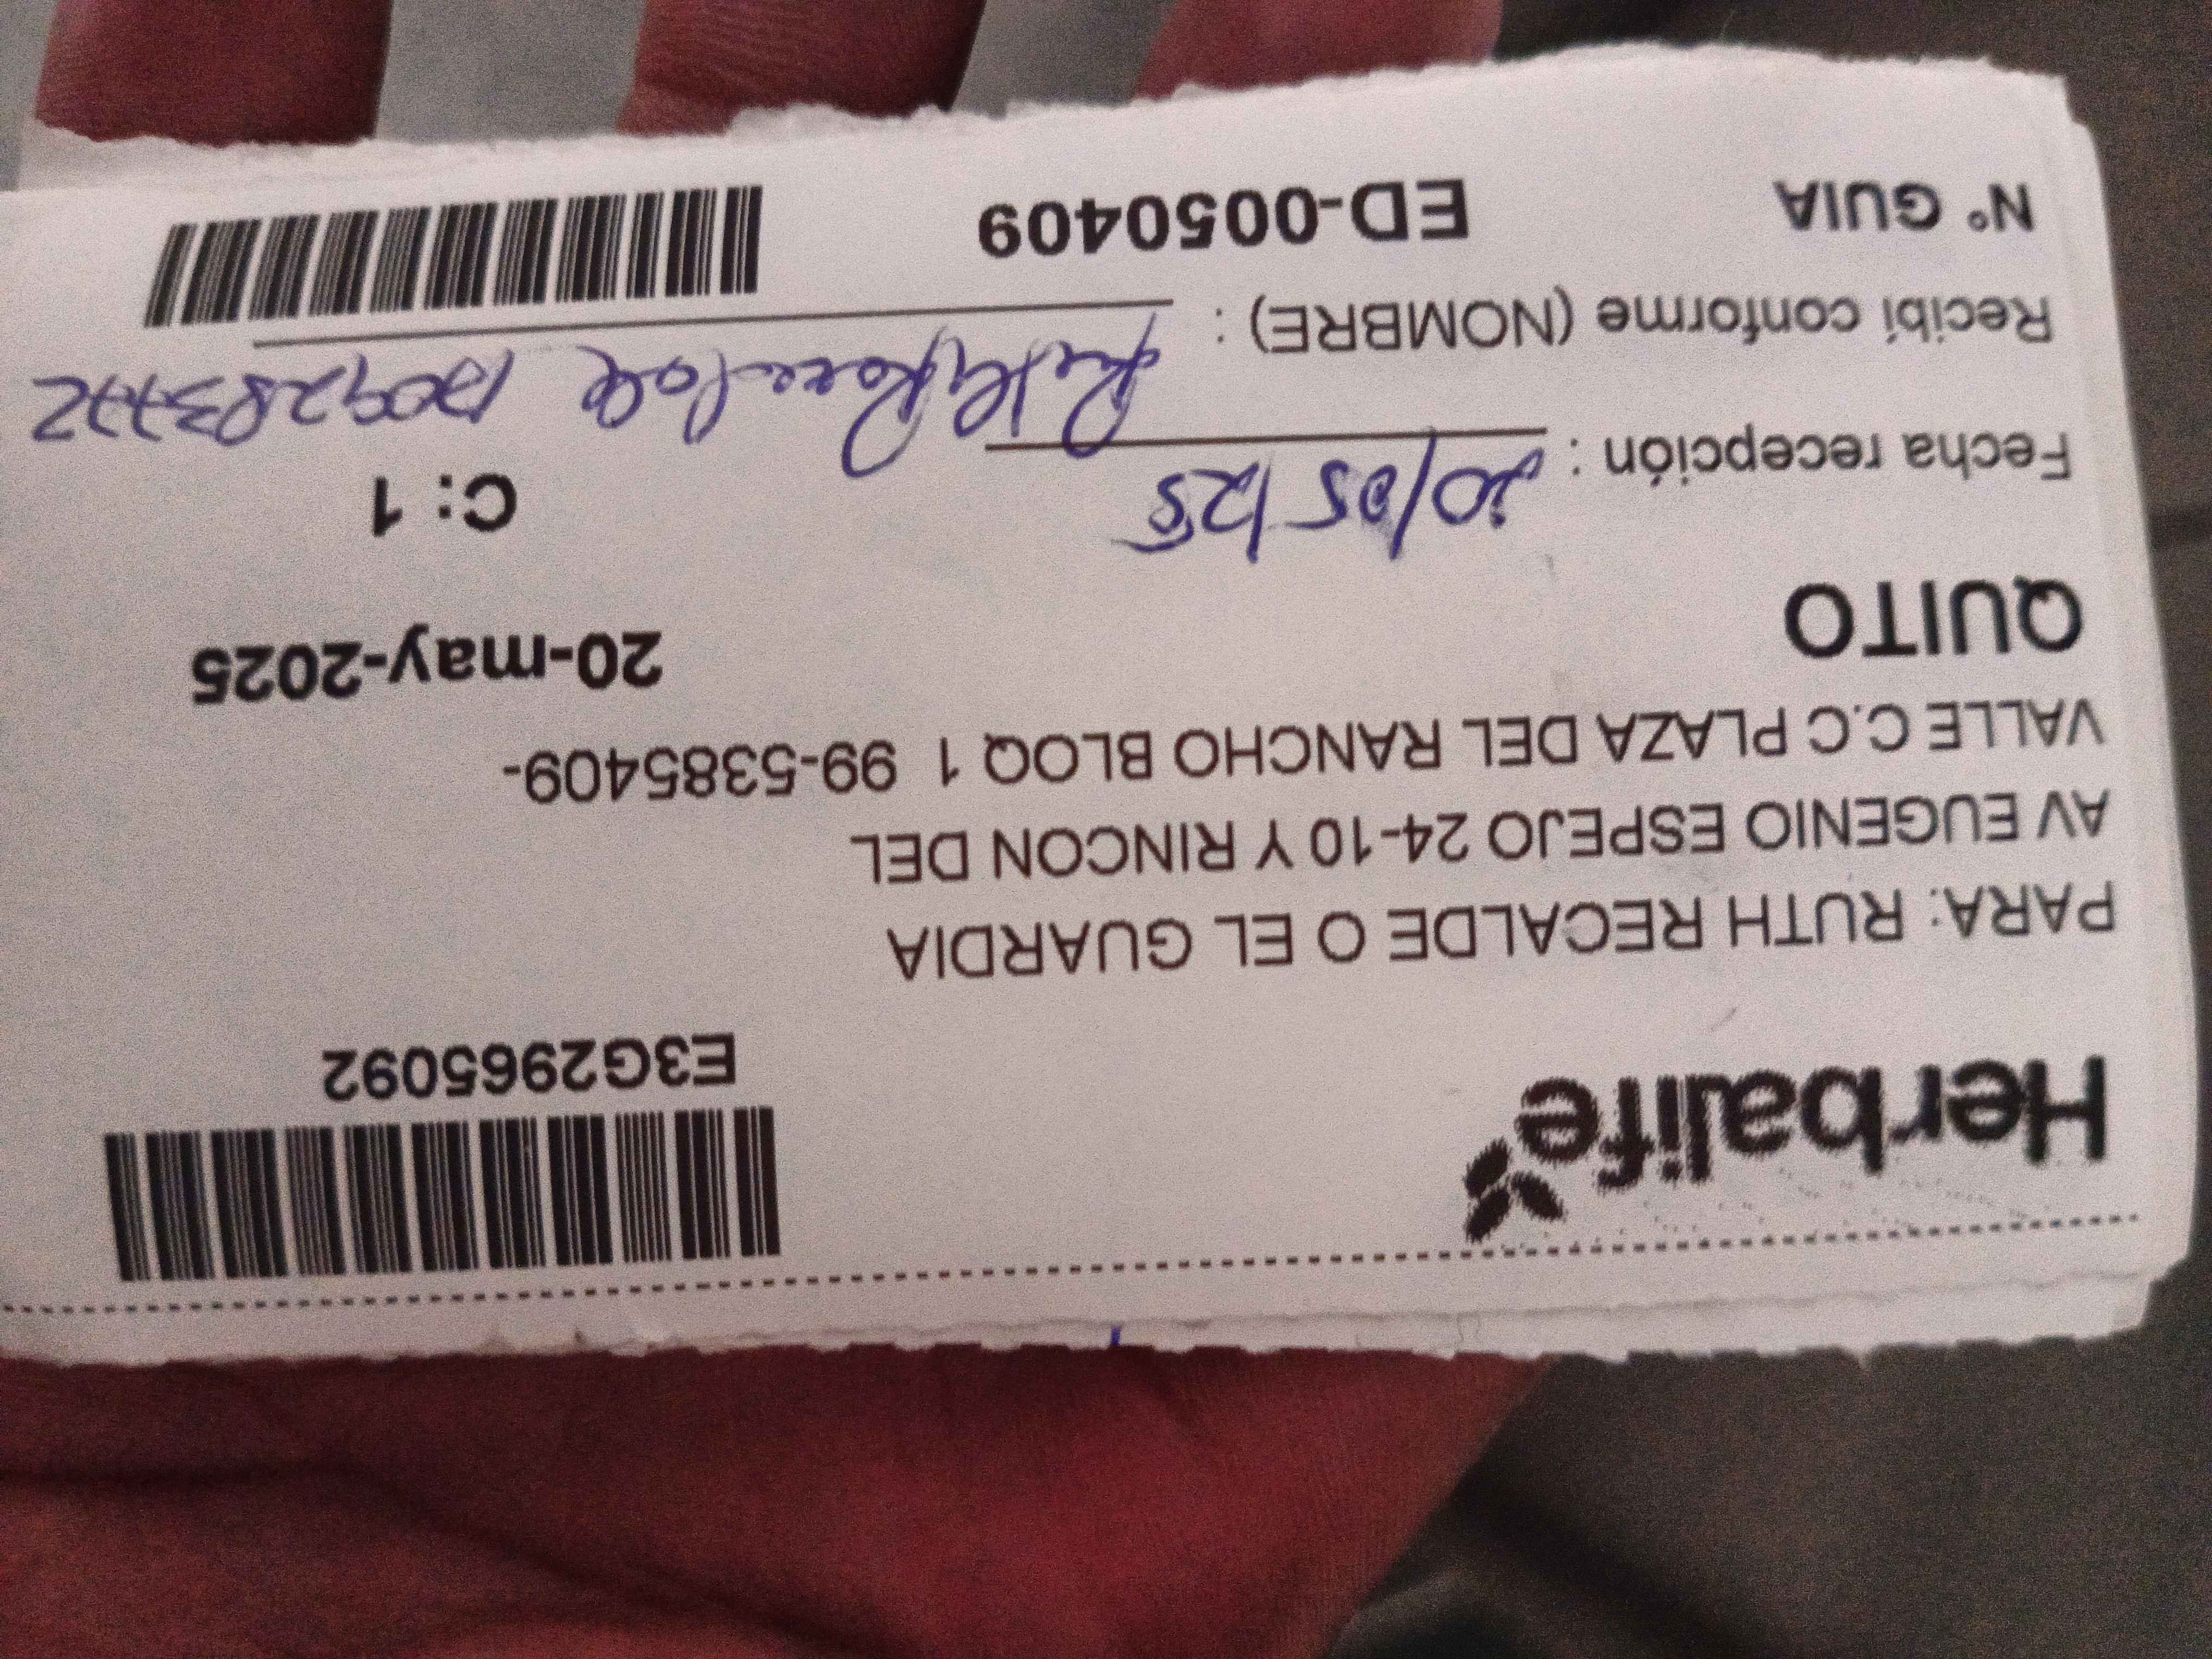 Herbalife
E3G2965092
PARA: RUTH RECALDE O EL GUARDIA
AV EUGENIO ESPEJO 24-10 Y RINCON DEL
VALLE C.C PLAZA DEL RANCHO BLOQ 1 99-5385409-
QUITO
20-may-2025
C: 1
Fecha recepción : 20/05/25
Recibí conforme (NOMBRE) : Ruth Recalde
N° GUIA ED-0050409